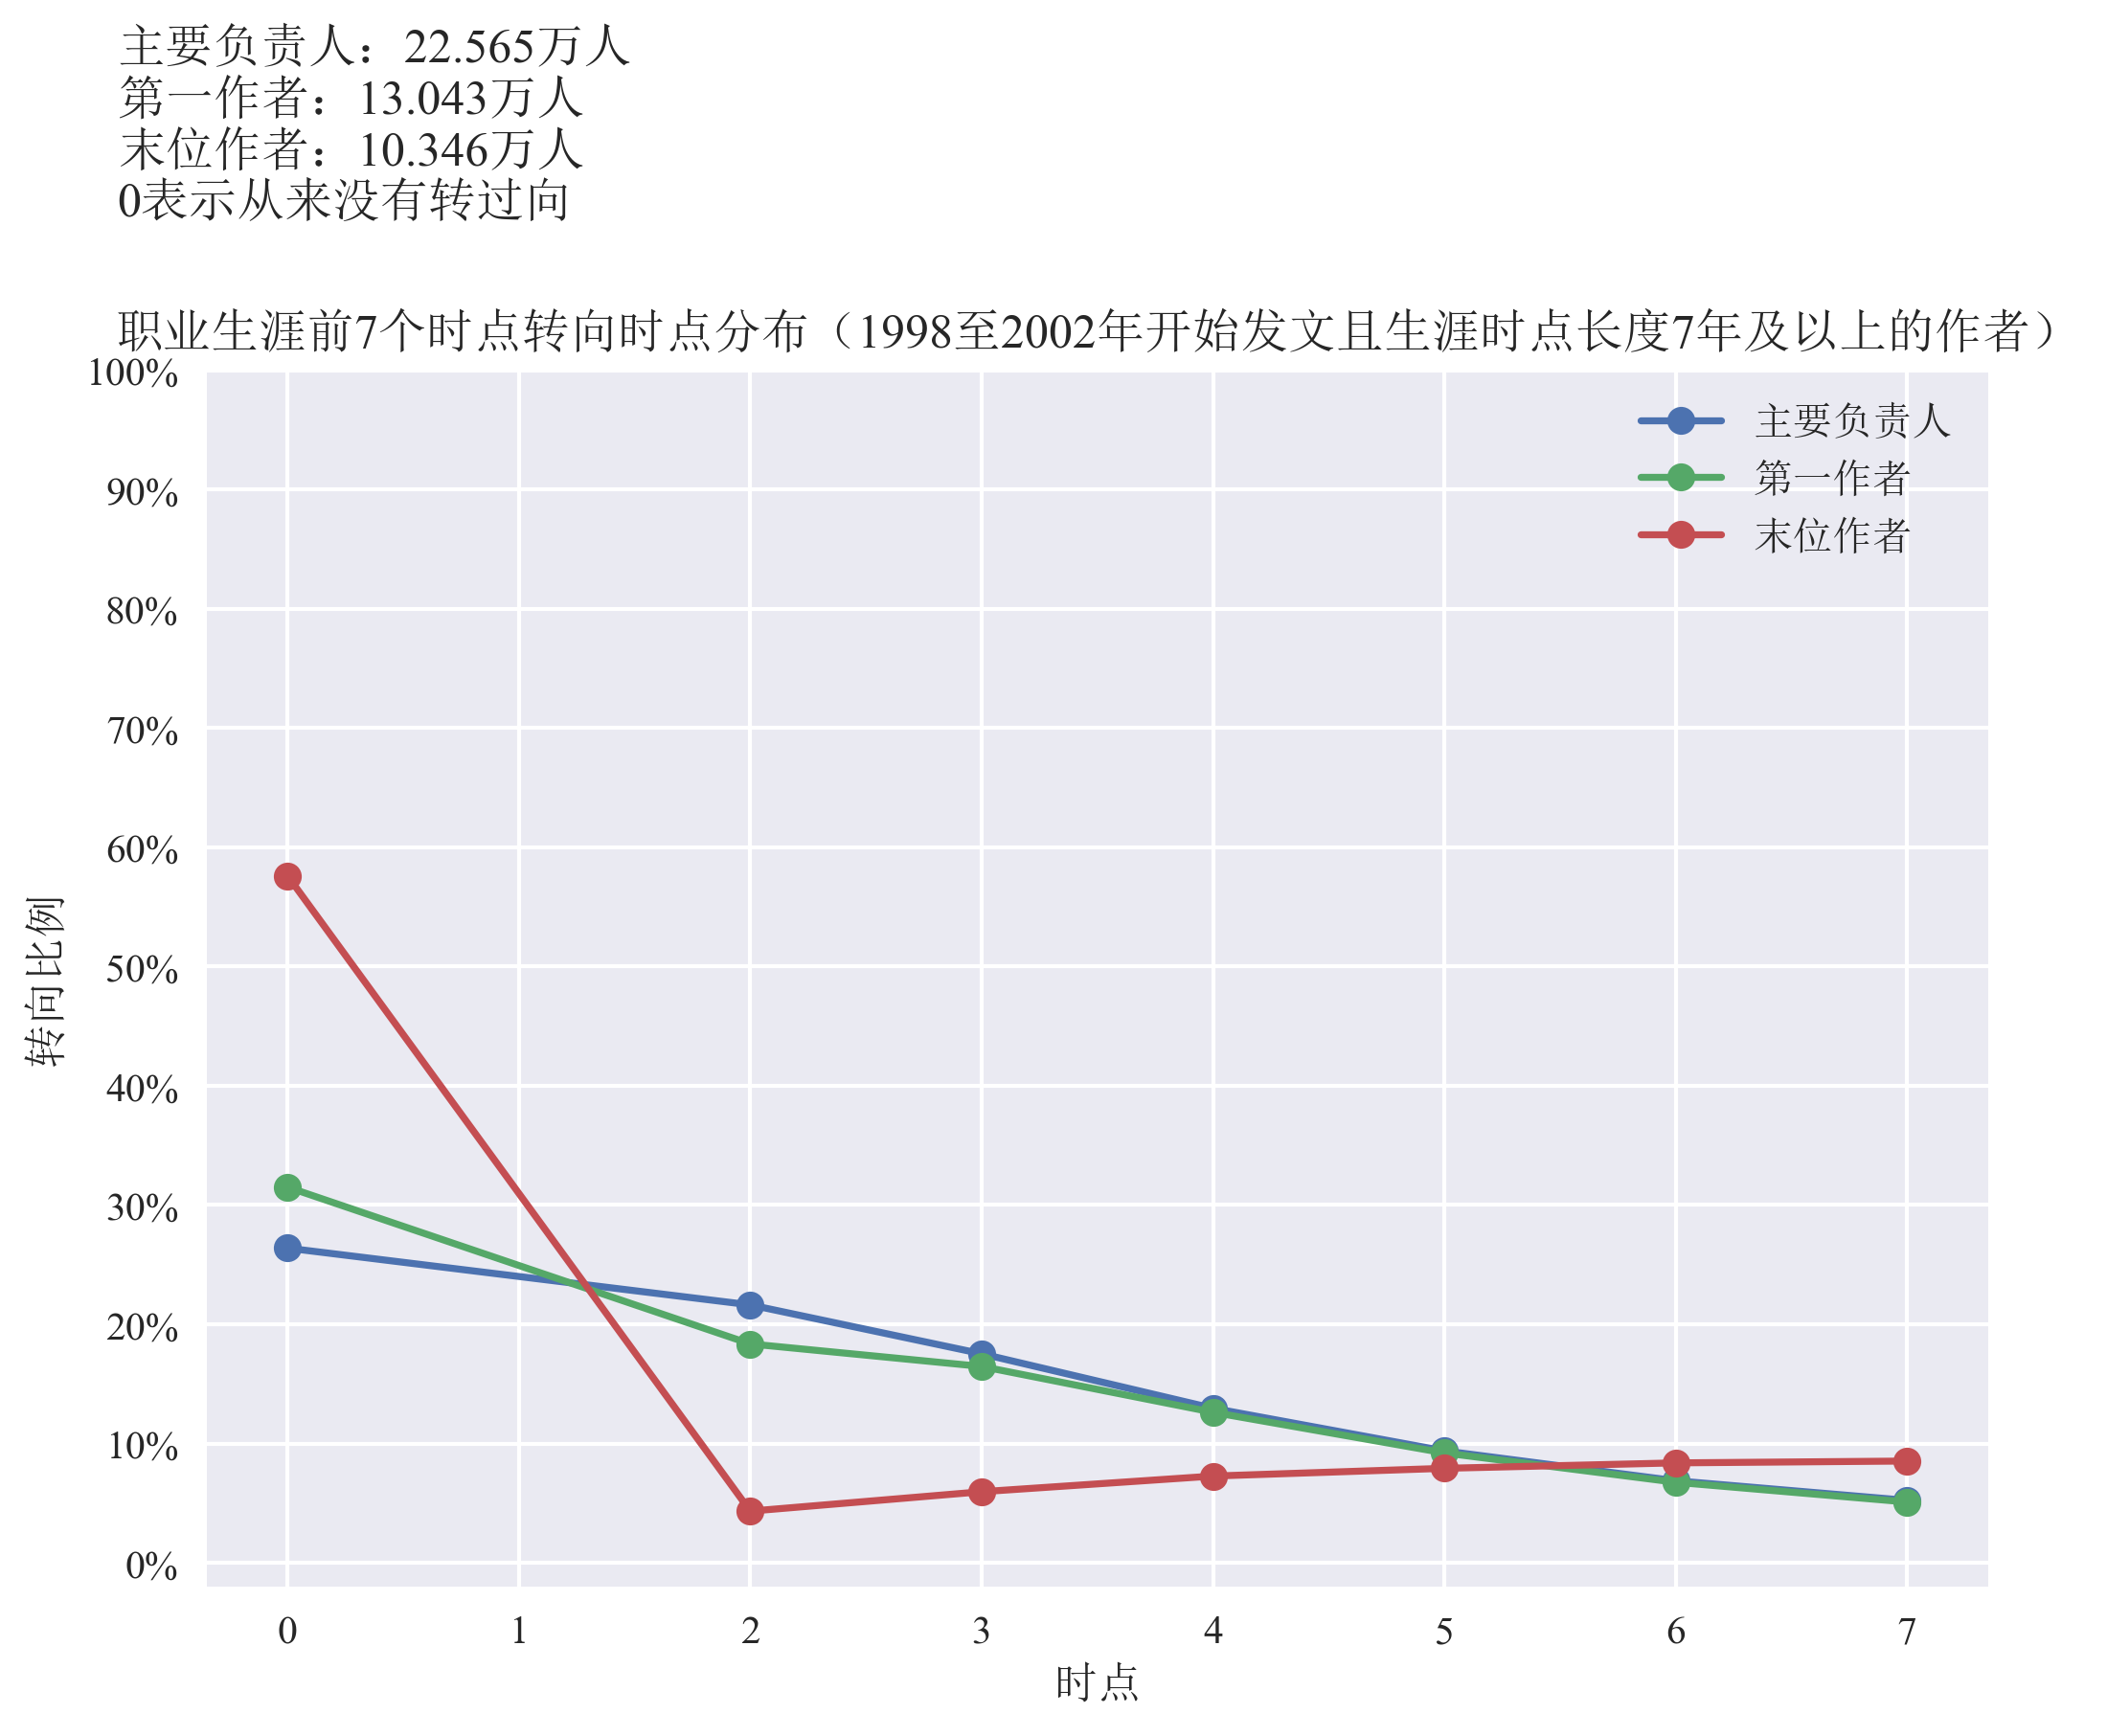 主要负责人：22.565万人
第一作者：13.043万人
末位作者：10.346万人
0表示从来没有转过向
职业生涯前7个时点转向时点分布（1998至2002年开始发文且生涯时点长度7年及以上的作者）
100%
90%
80%
70%
60%
50%
40%
30%
20%
10%
0%
转向比例
主要负责人
第一作者
末位作者
0 1 2 3 4 5 6 7
时点